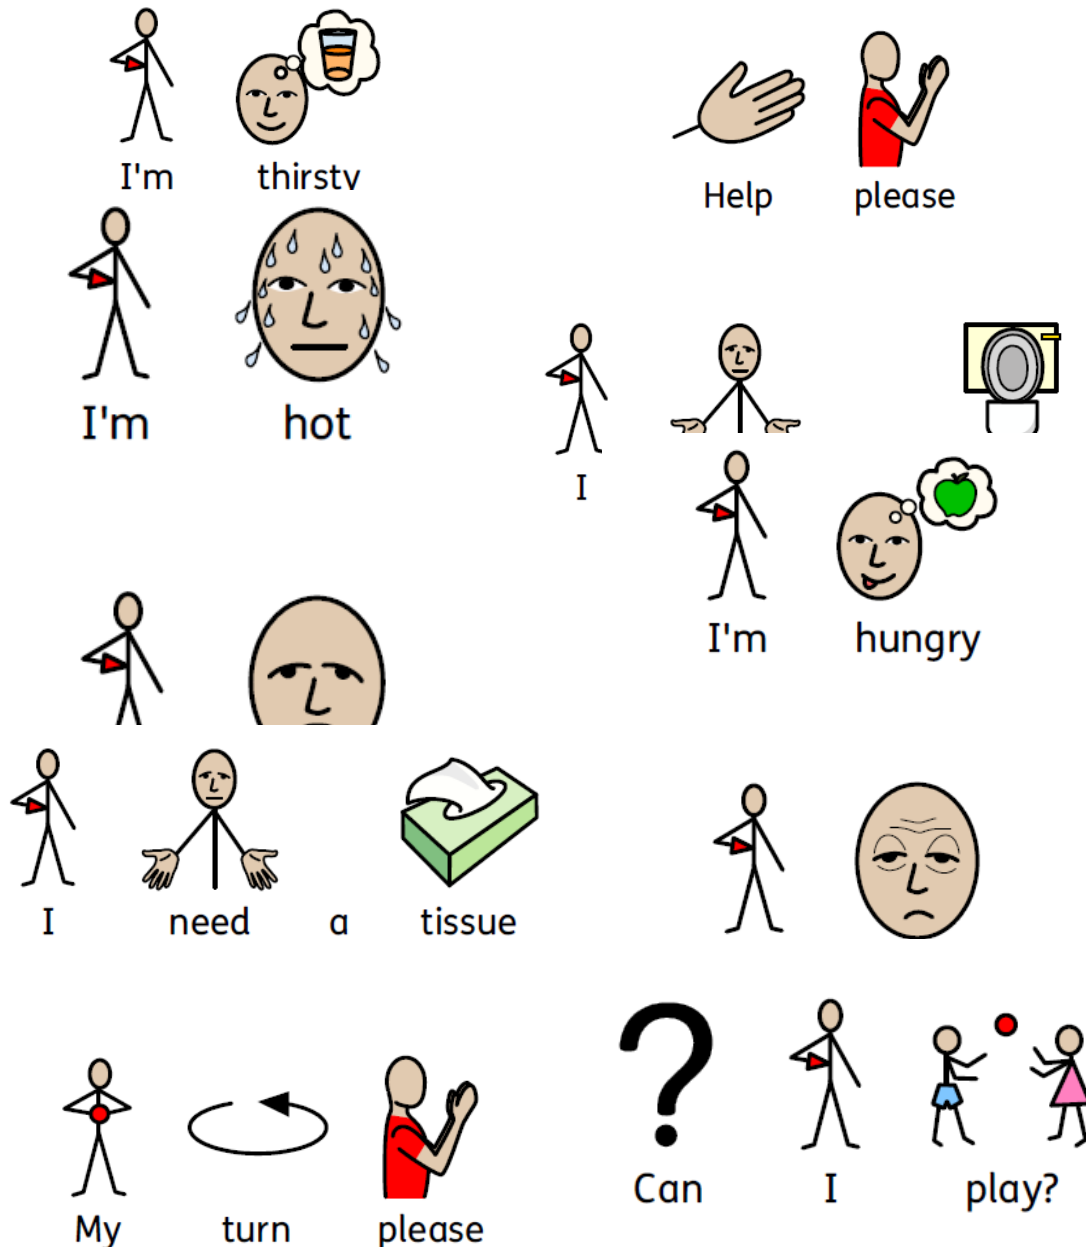 I'm thirsty
Help please
I'm hot
I
I'm hungry
I need a tissue
My turn please
Can I play?